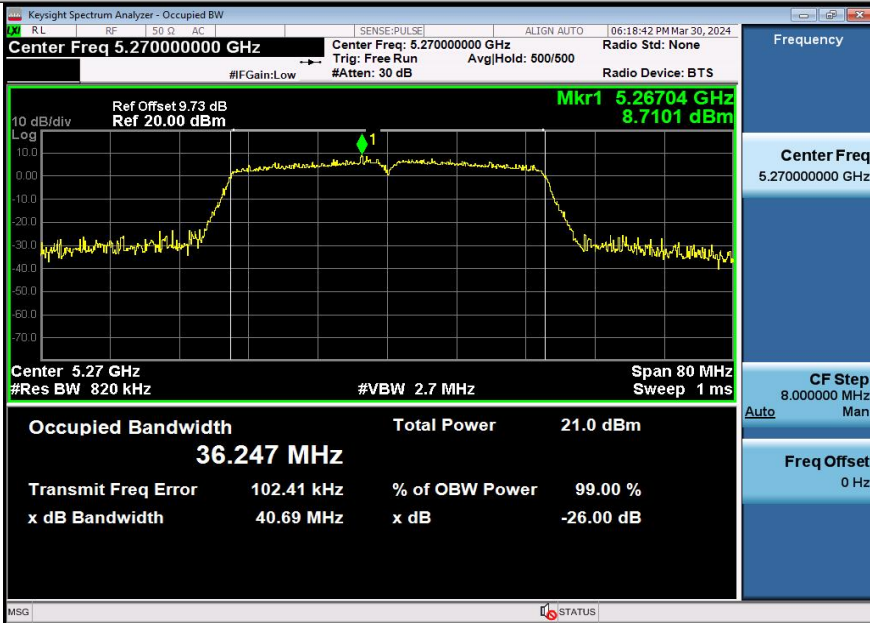 Keysight Spectrum Analyzer - Occupied BW
LXI RL RF 50 Ω AC SENSE:PULSE ALIGN AUTO 06:18:42 PM Mar 30, 2024
Center Freq 5.270000000 GHz
Center Freq: 5.270000000 GHz Radio Std: None
Trig: Free Run Avg|Hold: 500/500
#IFGain:Low #Atten: 30 dB Radio Device: BTS
Frequency
Ref Offset 9.73 dB Mkr1 5.26704 GHz
10 dB/div Ref 20.00 dBm 8.7101 dBm
Log
1
10.0
0.00
-10.0
-20.0
-30.0
-40.0
-50.0
-60.0
-70.0
Center 5.27 GHz Span 80 MHz
#Res BW 820 kHz #VBW 2.7 MHz Sweep 1 ms
Occupied Bandwidth Total Power 21.0 dBm
36.247 MHz
Transmit Freq Error 102.41 kHz % of OBW Power 99.00 %
x dB Bandwidth 40.69 MHz x dB -26.00 dB
Center Freq
5.270000000 GHz
CF Step
8.000000 MHz
Auto Man
Freq Offset
0 Hz
MSG STATUS